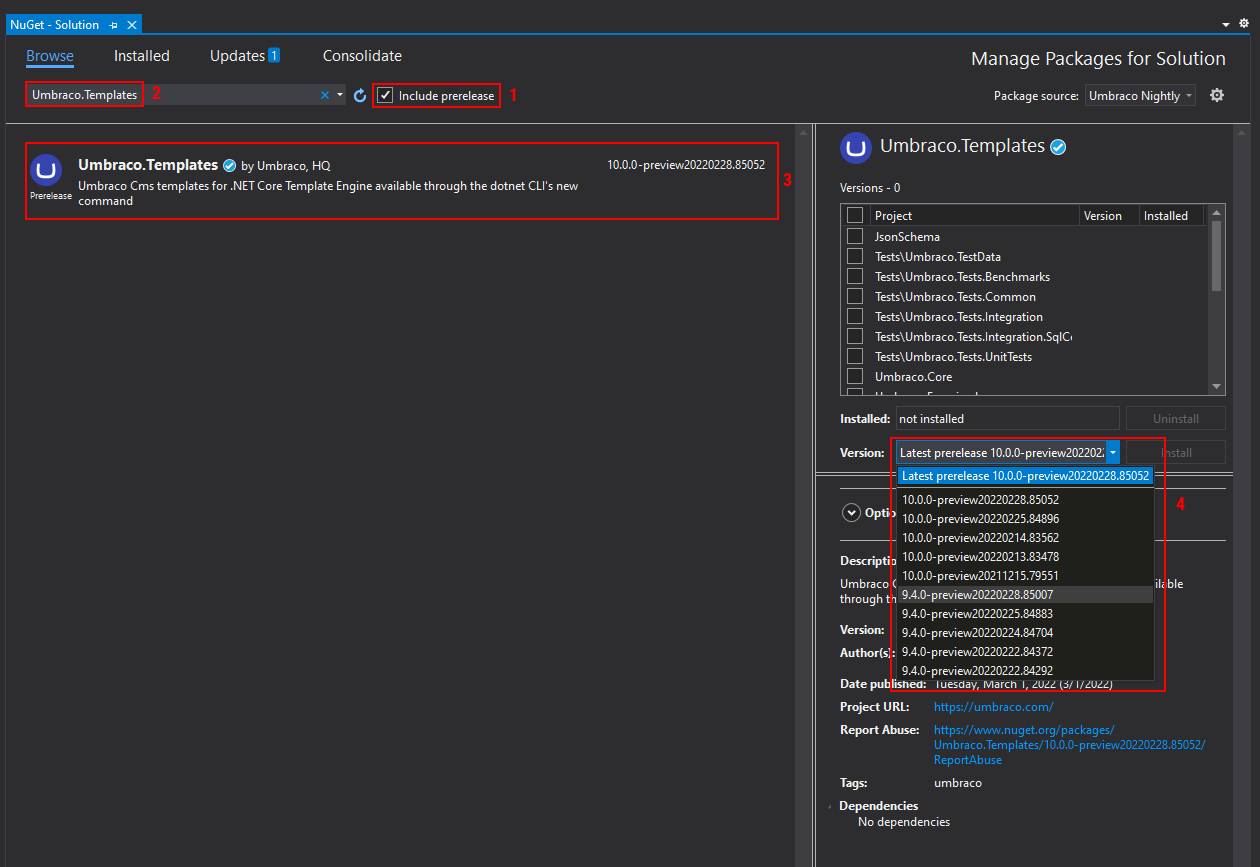 NuGet - Solution
Browse Installed Updates 1 Consolidate
Manage Packages for Solution
Umbraco.Templates 2
Include prerelease 1
Package source: Umbraco Nightly
Umbraco.Templates by Umbraco, HQ 10.0.0-preview20220228.85052
Prerelease
Umbraco Cms templates for .NET Core Template Engine available through the dotnet CLI's new
command
3
Umbraco.Templates
Versions - 0
Project Version Installed
JsonSchema
Tests\Umbraco.TestData
Tests\Umbraco.Tests.Benchmarks
Tests\Umbraco.Tests.Common
Tests\Umbraco.Tests.Integration
Tests\Umbraco.Tests.Integration.SqlCe
Tests\Umbraco.Tests.UnitTests
Umbraco.Core
Installed: not installed Uninstall
Version: Latest prerelease 10.0.0-preview202202 Install
Latest prerelease 10.0.0-preview20220228.85052
10.0.0-preview20220228.85052
10.0.0-preview20220225.84896
10.0.0-preview20220214.83562
10.0.0-preview20220213.83478
10.0.0-preview20211215.79551
9.4.0-preview20220228.85007
9.4.0-preview20220225.84883
9.4.0-preview20220224.84704
9.4.0-preview20220222.84372
9.4.0-preview20220222.84292
4
Optio
Descriptio
Umbraco ilable
through th
Version:
Author(s):
Date published: Tuesday, March 1, 2022 (3/1/2022)
Project URL: https://umbraco.com/
Report Abuse: https://www.nuget.org/packages/
Umbraco.Templates/10.0.0-preview20220228.85052/
ReportAbuse
Tags: umbraco
Dependencies
No dependencies